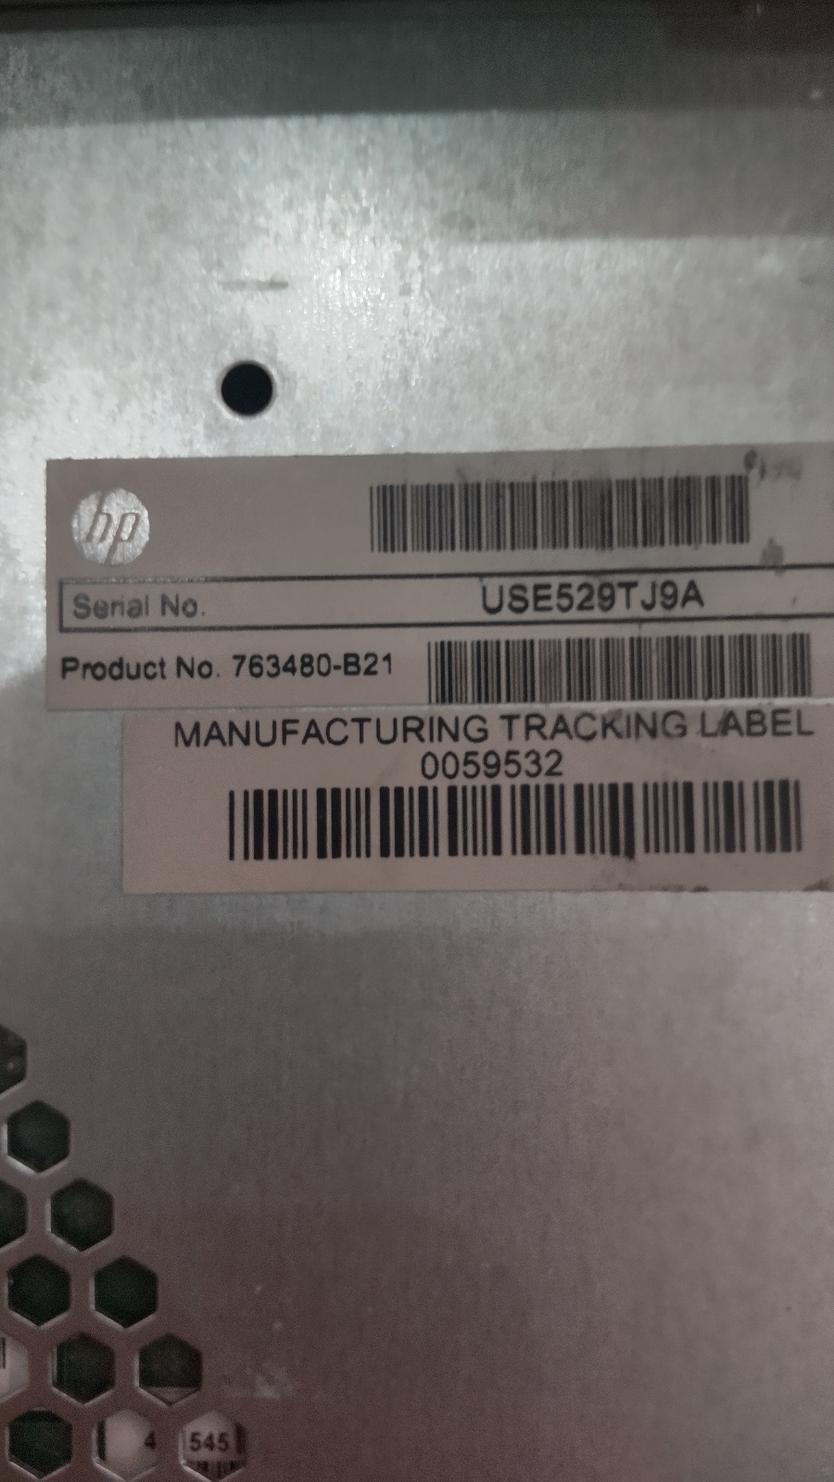 hp
Serial No. USE529TJ9A
Product No. 763480-B21
MANUFACTURING TRACKING LABEL
0059532
4 545